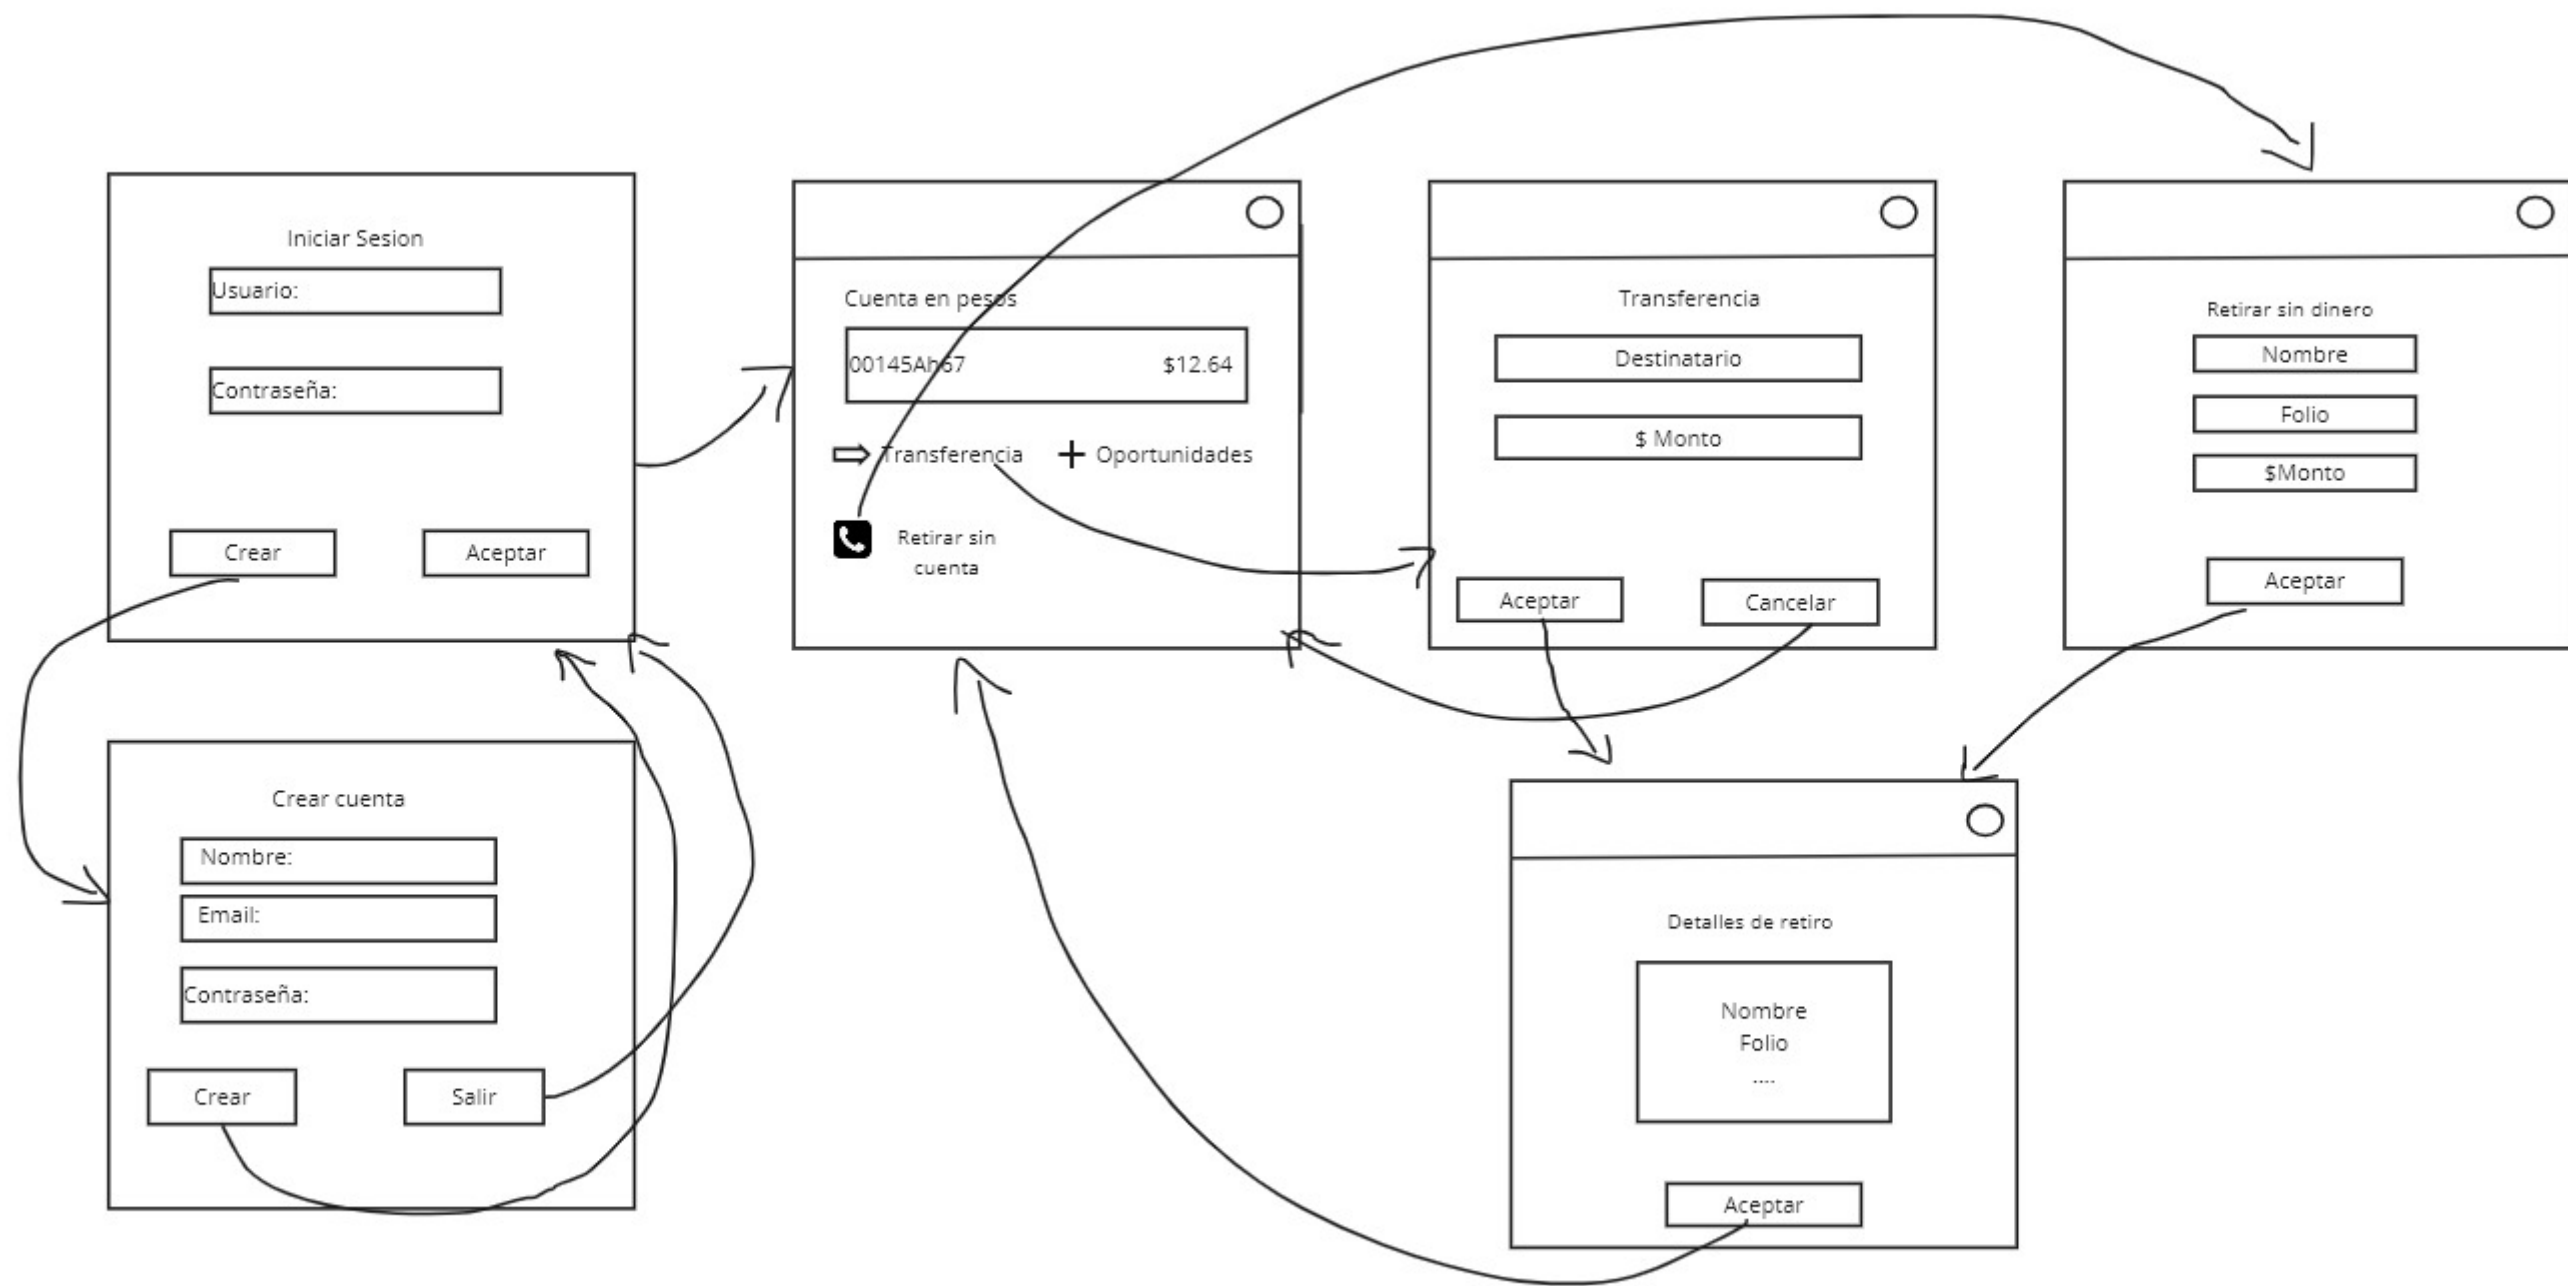 Iniciar Sesion
Usuario:
Contraseña:
Crear
Aceptar
Cuenta en pesos
00145Ah67
$12.64
Transferencia
Oportunidades
Retirar sin
cuenta
Transferencia
Destinatario
$ Monto
Aceptar
Cancelar
Retirar sin dinero
Nombre
Folio
$Monto
Aceptar
Crear cuenta
Nombre:
Email:
Contraseña:
Crear
Salir
Detalles de retiro
Nombre
Folio
....
Aceptar